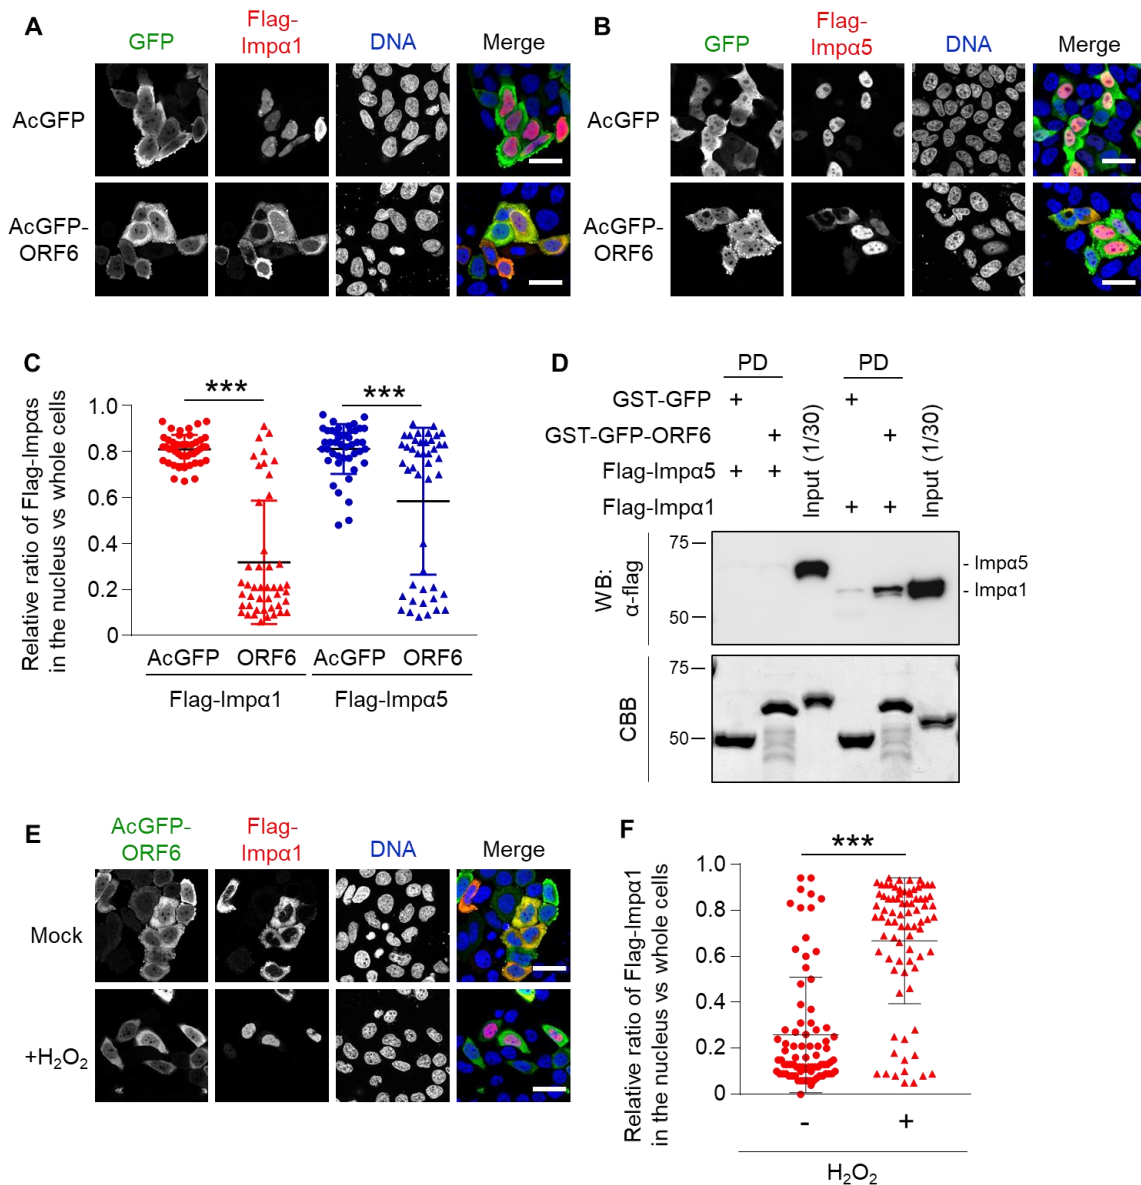 A
GFP
Flag-
Impα1
DNA
Merge
AcGFP
AcGFP-
ORF6
B
GFP
Flag-
Impα5
DNA
Merge
AcGFP
AcGFP-
ORF6
C
Relative ratio of Flag-Impαs
in the nucleus vs whole cells
1.0
0.8
0.6
0.4
0.2
0
***
***
AcGFP ORF6 AcGFP ORF6
Flag-Impα1 Flag-Impα5
D
PD PD
GST-GFP + +
GST-GFP-ORF6 + +
Flag-Impα5 + +
Flag-Impα1 + +
Input (1/30)
Input (1/30)
WB:
α-flag
75
50
- Impα5
- Impα1
CBB
75
50
E
AcGFP-
ORF6
Flag-
Impα1
DNA
Merge
Mock
+H₂O₂
F
Relative ratio of Flag-Impα1
in the nucleus vs whole cells
1.0
0.8
0.6
0.4
0.2
0
***
- +
H₂O₂